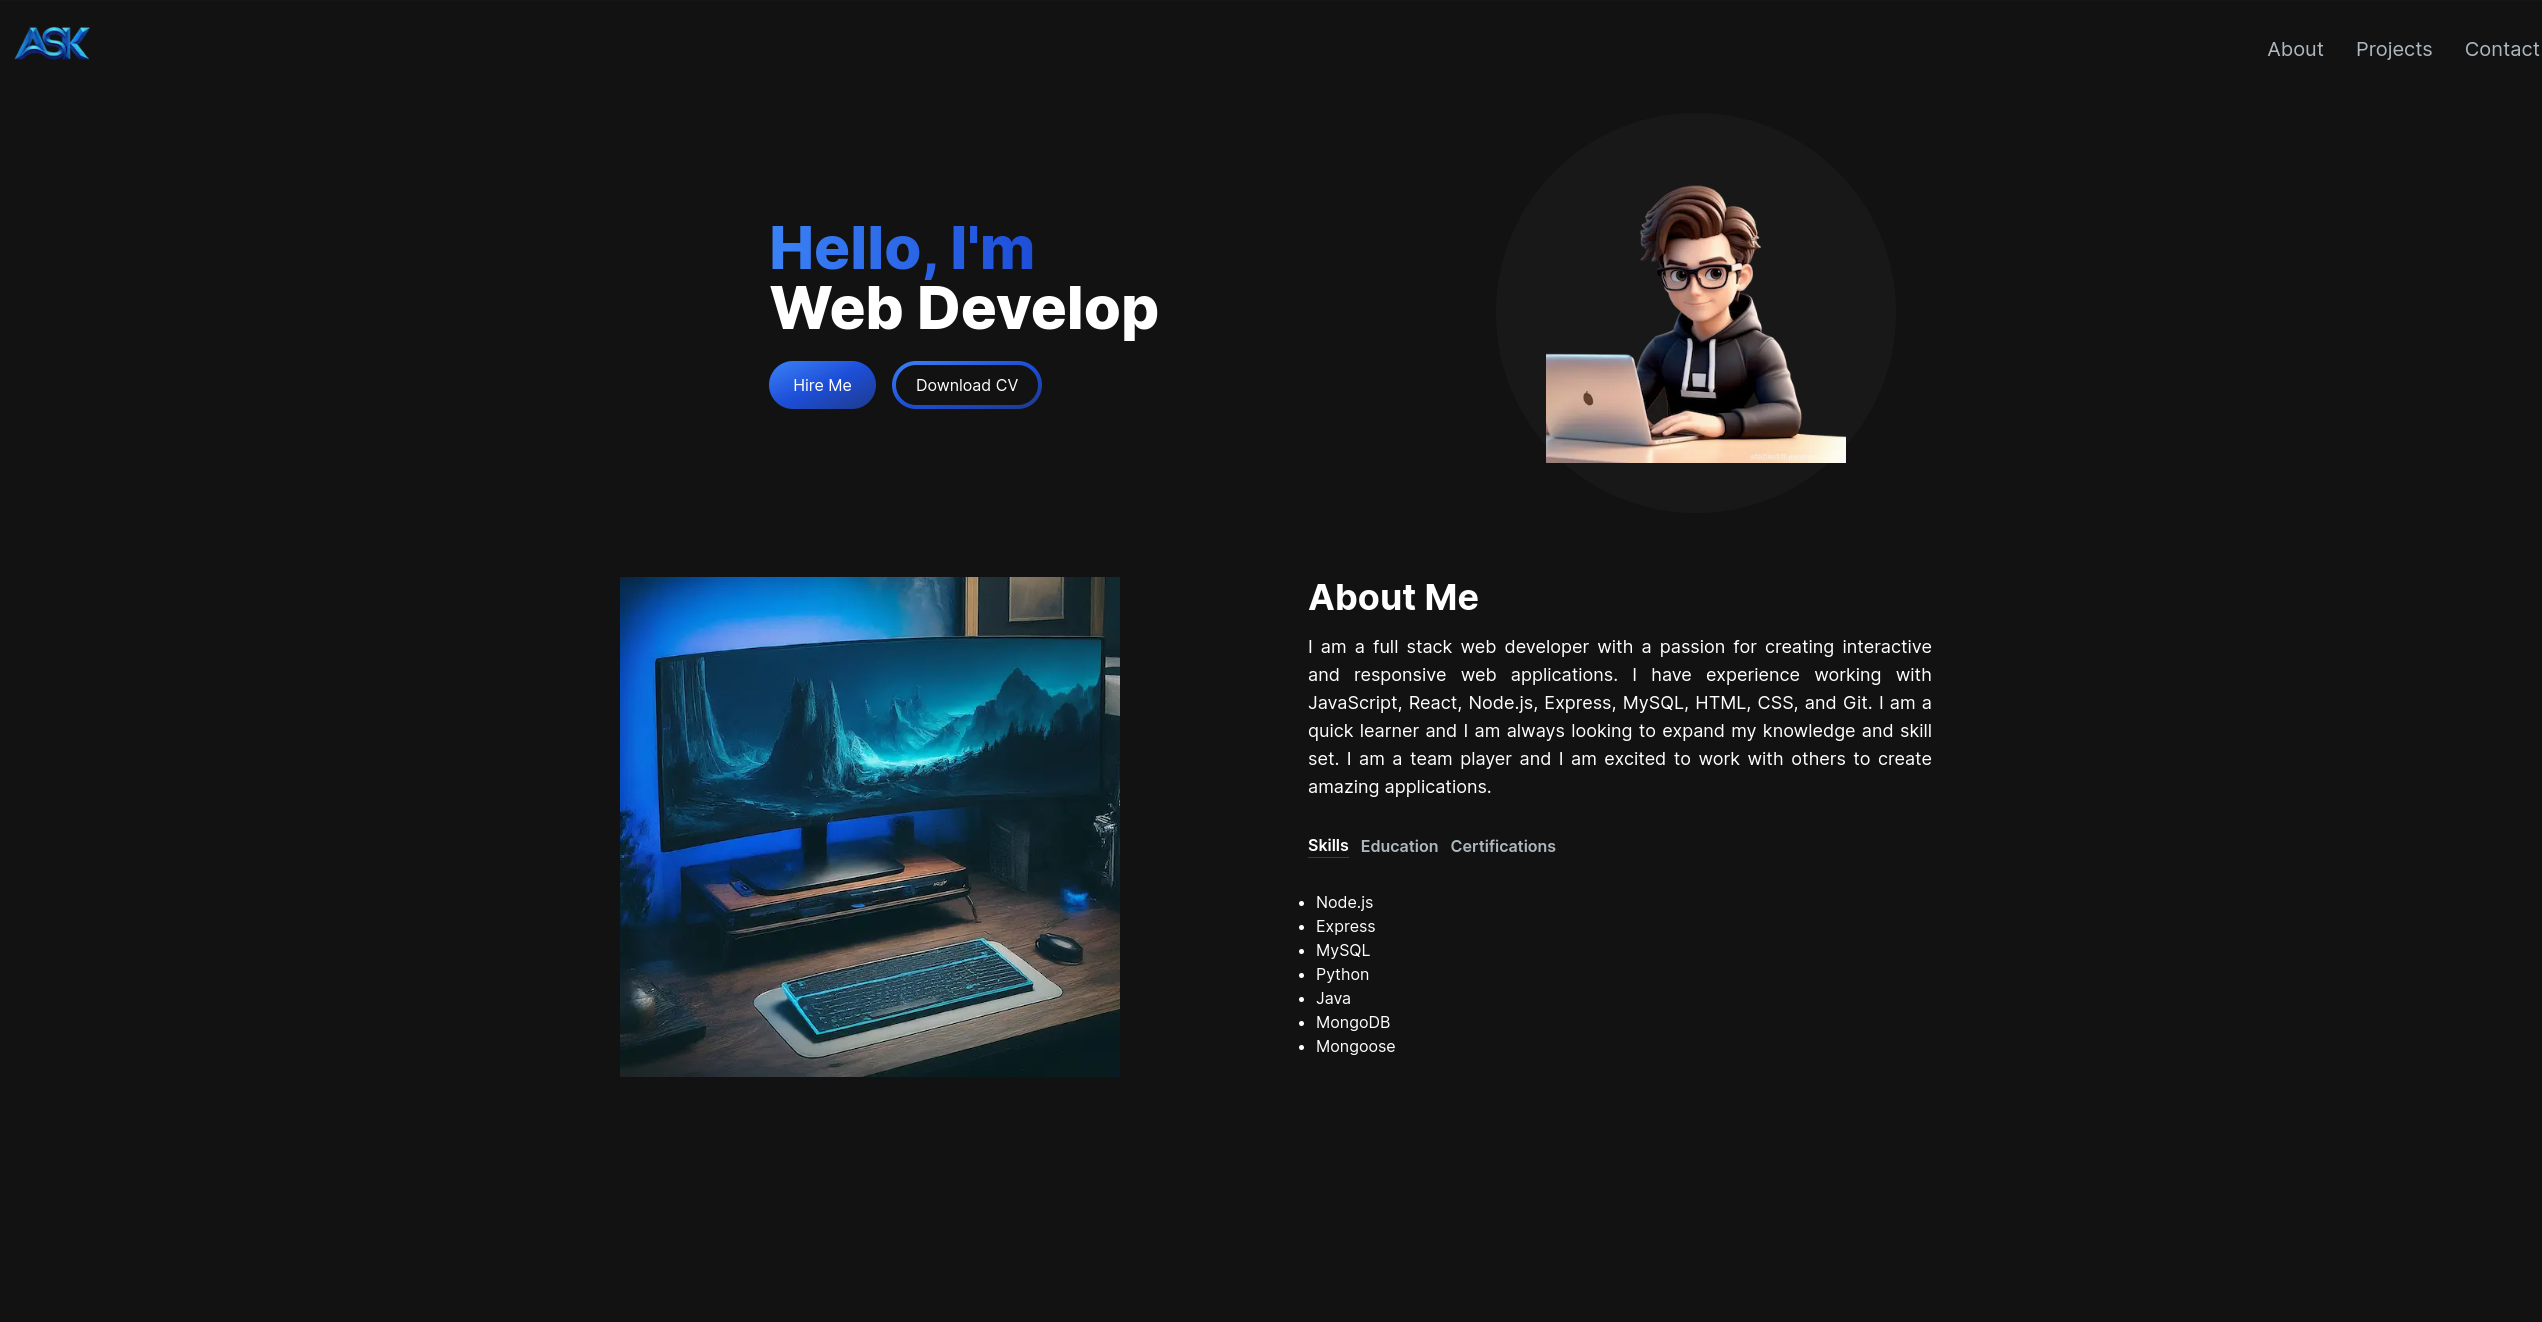 ASK
About Projects Contact
Hello, I'm
Web Develop
Hire Me Download CV
About Me
I am a full stack web developer with a passion for creating interactive
and responsive web applications. I have experience working with
JavaScript, React, Node.js, Express, MySQL, HTML, CSS, and Git. I am a
quick learner and I am always looking to expand my knowledge and skill
set. I am a team player and I am excited to work with others to create
amazing applications.
Skills Education Certifications
• Node.js
• Express
• MySQL
• Python
• Java
• MongoDB
• Mongoose